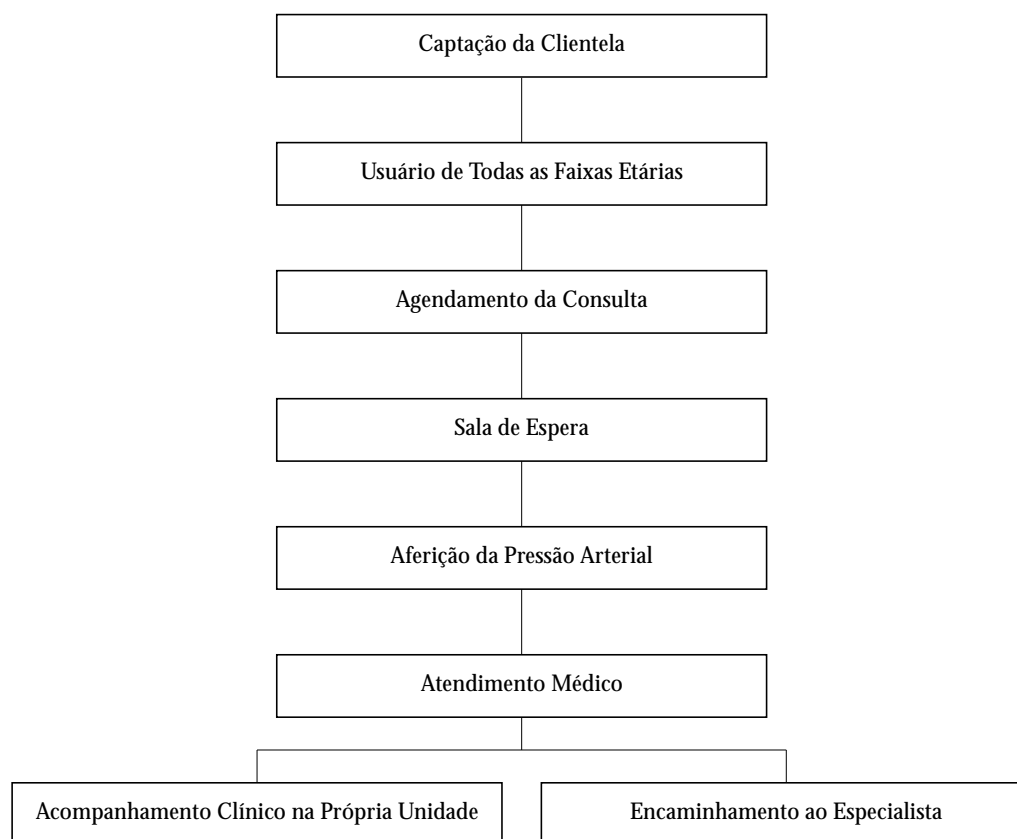 Captação da Clientela
Usuário de Todas as Faixas Etárias
Agendamento da Consulta
Sala de Espera
Aferição da Pressão Arterial
Atendimento Médico
Acompanhamento Clínico na Própria Unidade
Encaminhamento ao Especialista